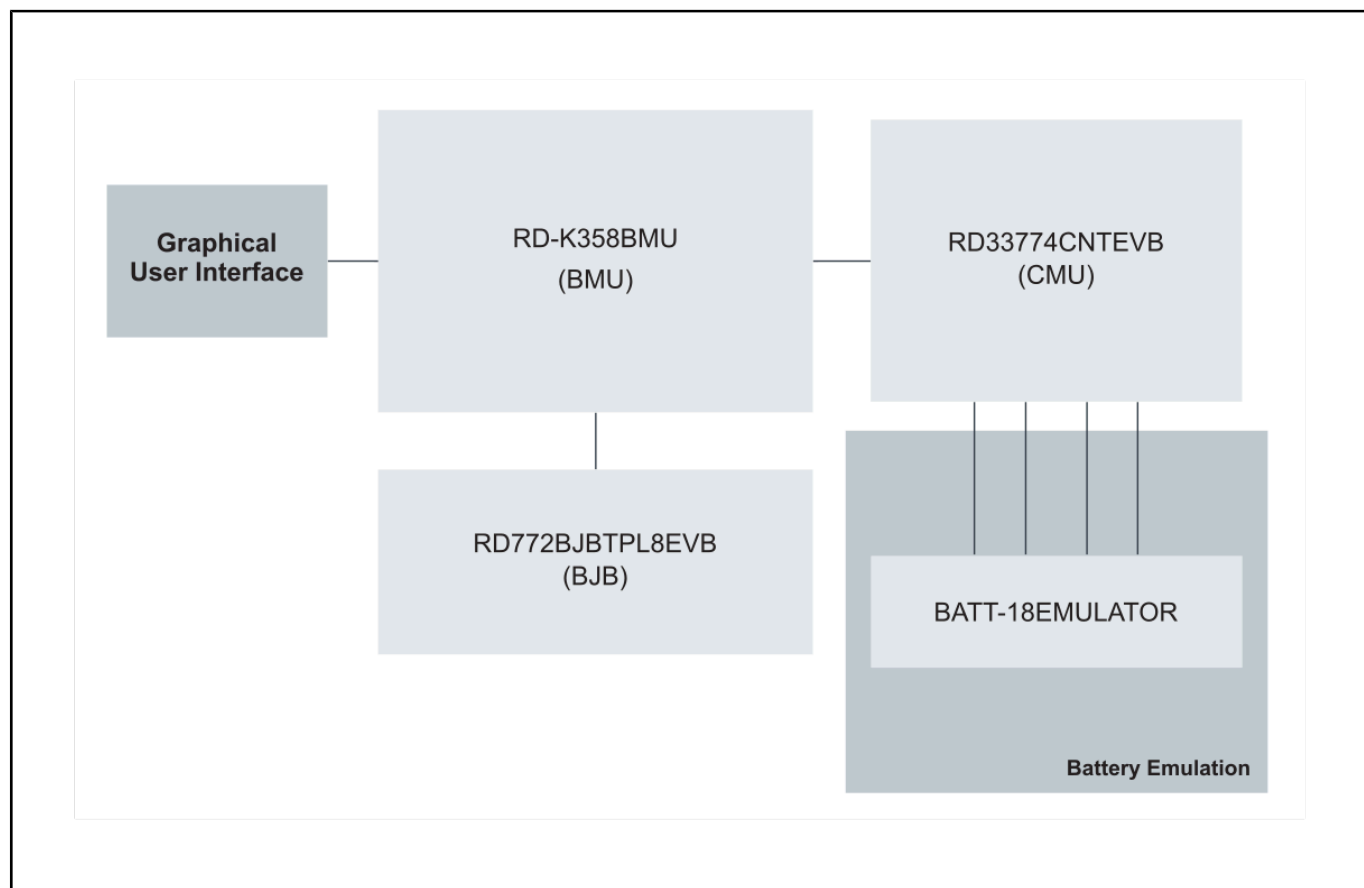 Graphical
User Interface
RD-K358BMU
(BMU)
RD33774CNTEVB
(CMU)
RD772BJBTPL8EVB
(BJB)
BATT-18EMULATOR
Battery Emulation